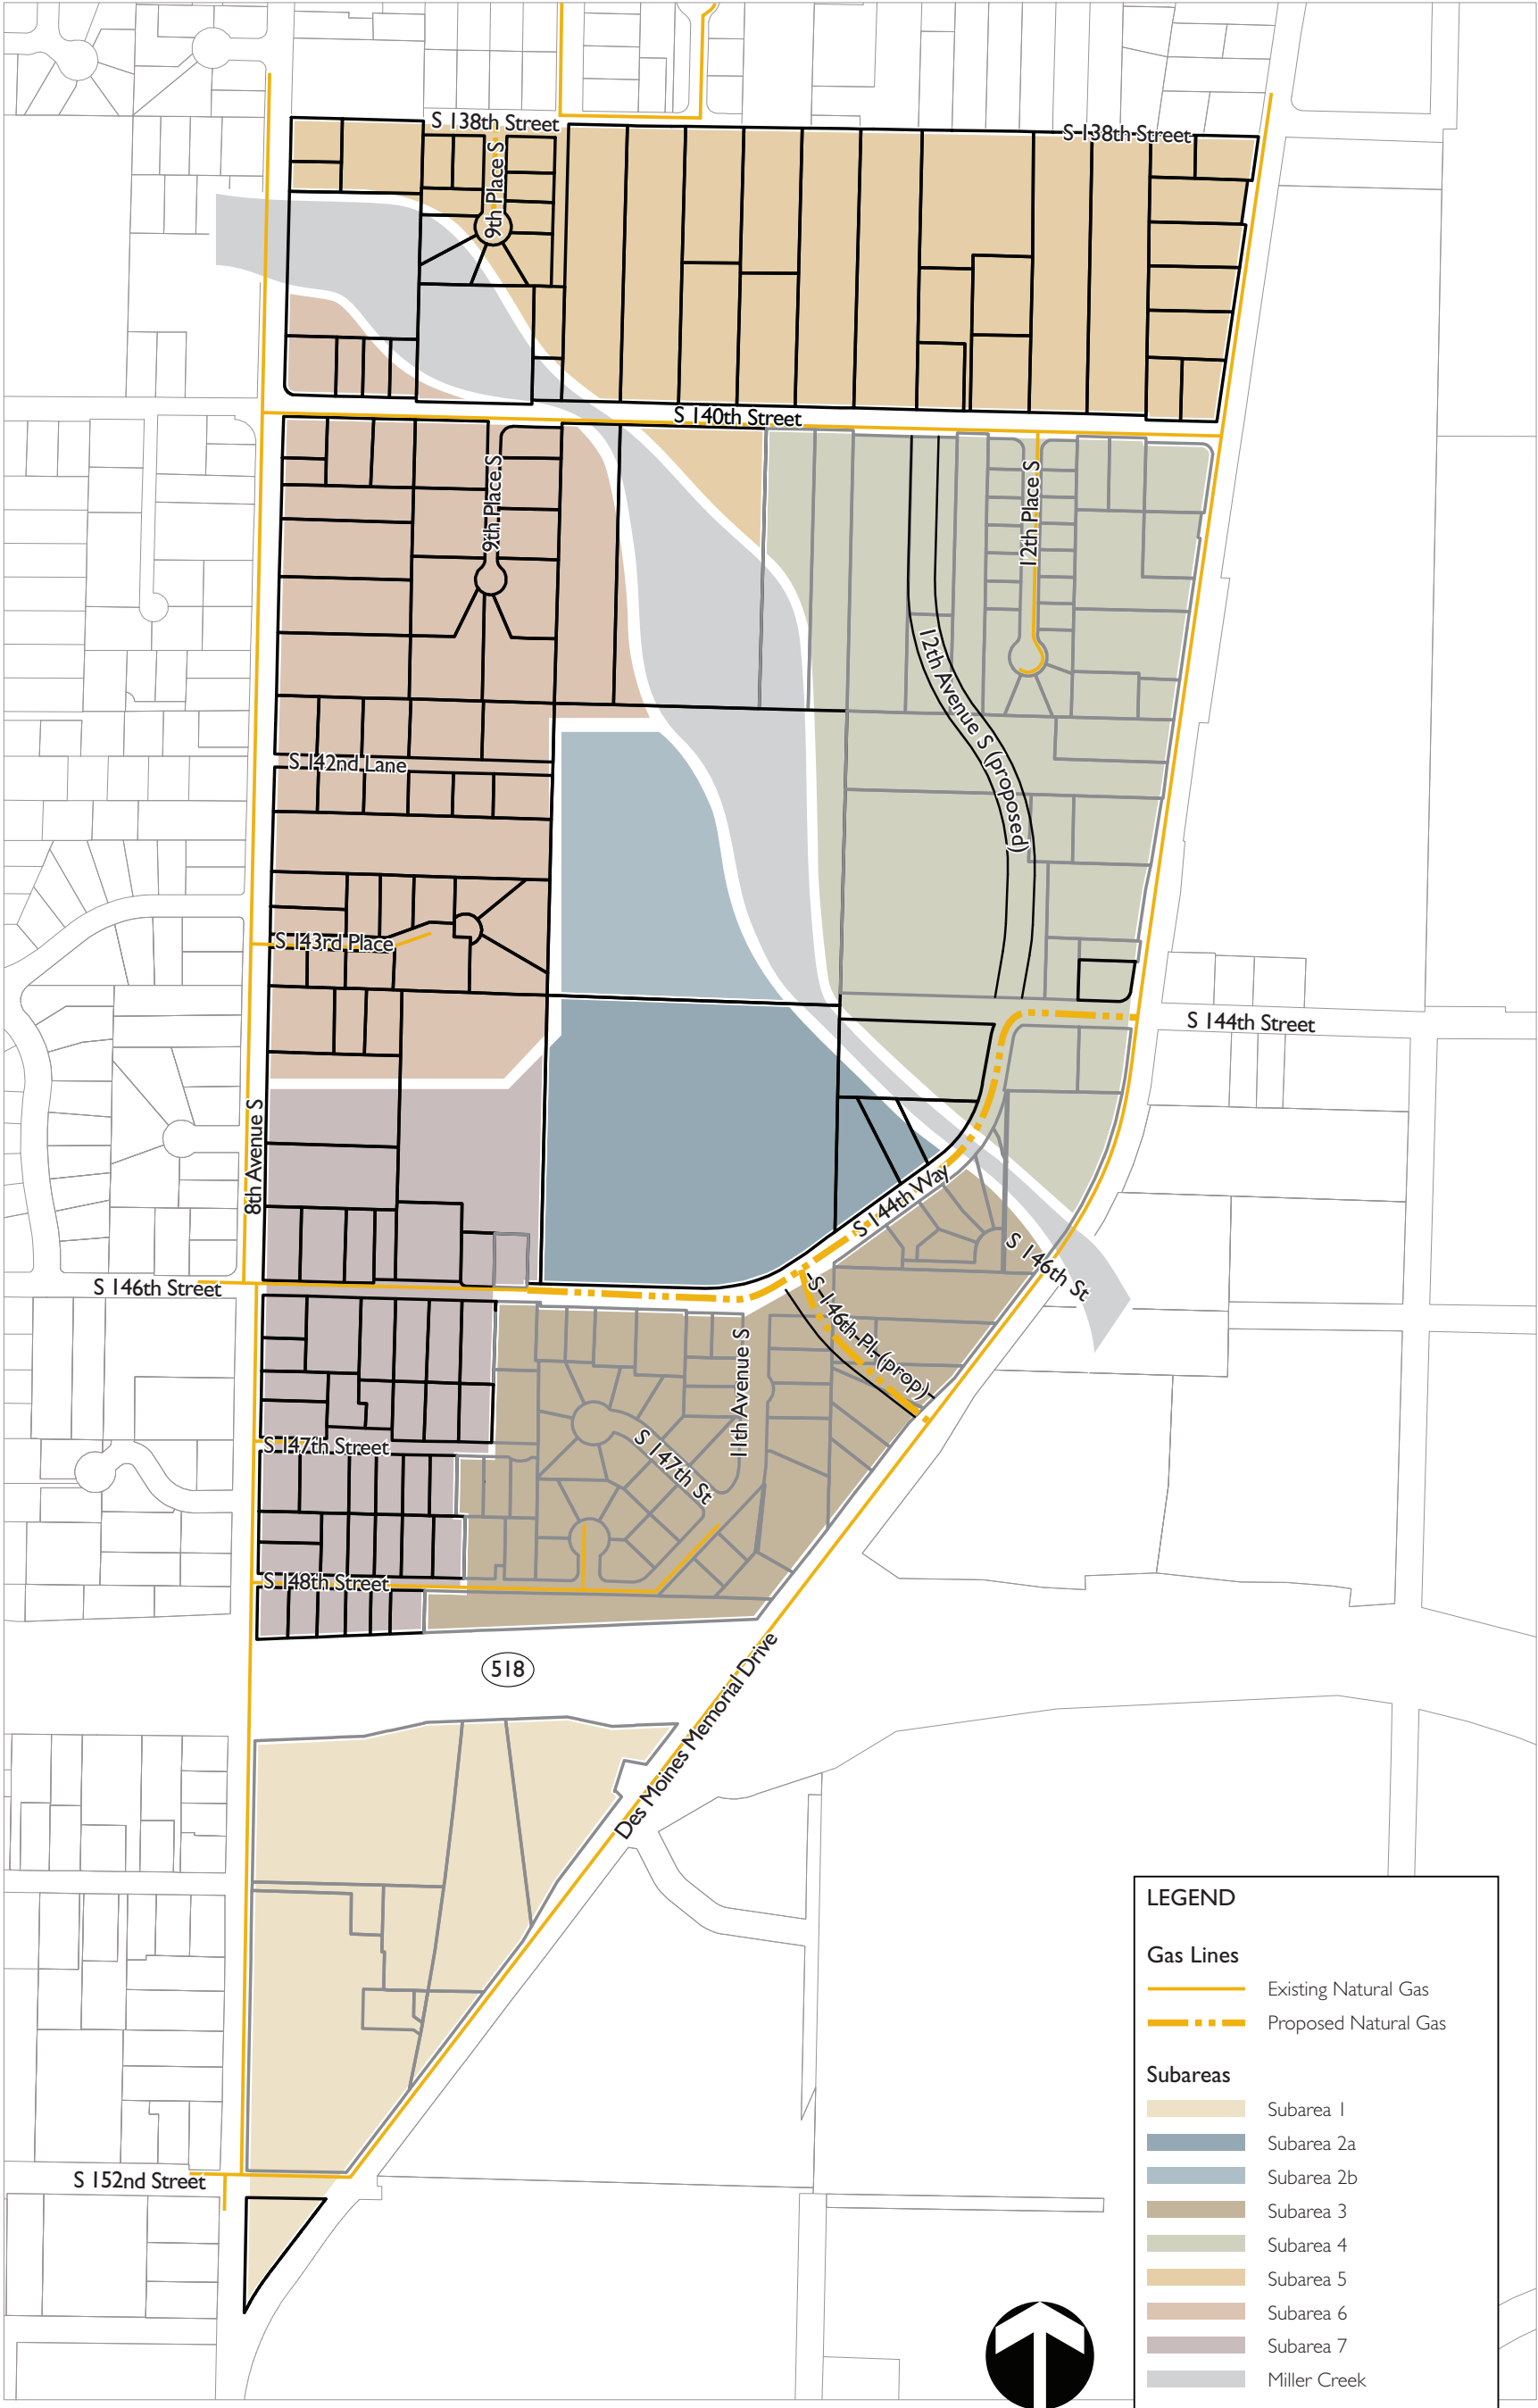 S 138th Street
S 138th Street
9th Place S
S 140th Street
9th Place S
12th Place S
12th Avenue S (proposed)
S 142nd Lane
S 143rd Place
S 144th Street
8th Avenue S
S 144th Way
S 146th St
S 146th Street
S 146th Pl. (prop)
11th Avenue S
S 147th Street
S 147th St
S 148th Street
518
Des Moines Memorial Drive
S 152nd Street
LEGEND
Gas Lines
Existing Natural Gas
Proposed Natural Gas
Subareas
Subarea 1
Subarea 2a
Subarea 2b
Subarea 3
Subarea 4
Subarea 5
Subarea 6
Subarea 7
Miller Creek